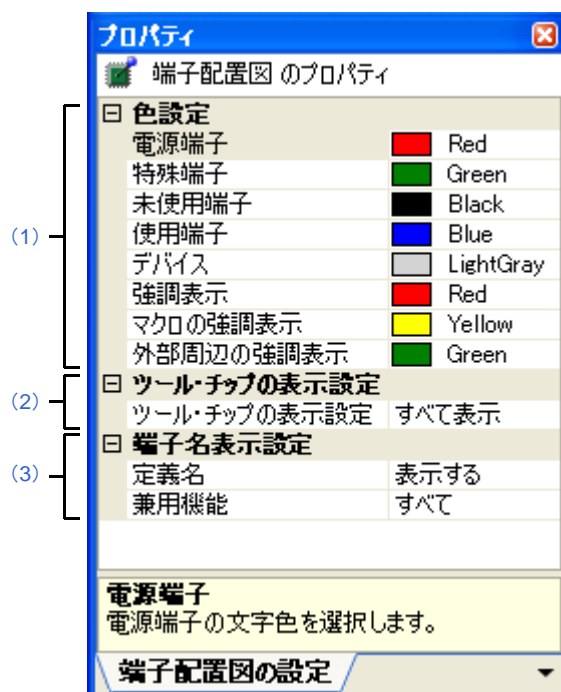 プロパティ
端子配置図 のプロパティ
(1)
色設定
電源端子 Red
特殊端子 Green
未使用端子 Black
使用端子 Blue
デバイス LightGray
強調表示 Red
マクロの強調表示 Yellow
外部周辺の強調表示 Green
(2)
ツール・チップの表示設定
ツール・チップの表示設定 すべて表示
(3)
端子名表示設定
定義名 表示する
兼用機能 すべて
電源端子
電源端子の文字色を選択します。
端子配置図の設定